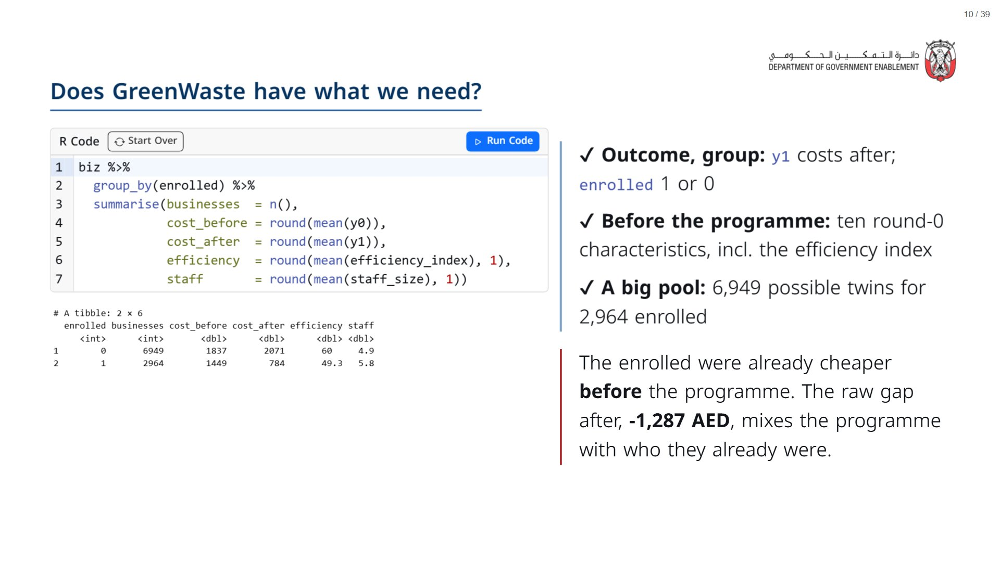 10 / 39
دائرة التمكين الحكومي
DEPARTMENT OF GOVERNMENT ENABLEMENT
Does GreenWaste have what we need?
R Code Start Over Run Code
1 biz %>%
2   group_by(enrolled) %>%
3   summarise(businesses  = n(),
4             cost_before = round(mean(y0)),
5             cost_after  = round(mean(y1)),
6             efficiency  = round(mean(efficiency_index), 1),
7             staff       = round(mean(staff_size), 1))
# A tibble: 2 × 6
  enrolled businesses cost_before cost_after efficiency staff
     <int>      <int>       <dbl>      <dbl>      <dbl> <dbl>
1        0       6949        1837       2071       60     4.9
2        1       2964        1449        784       49.3   5.8
✓ Outcome, group: y1 costs after;
enrolled 1 or 0
✓ Before the programme: ten round-0
characteristics, incl. the efficiency index
✓ A big pool: 6,949 possible twins for
2,964 enrolled
The enrolled were already cheaper
before the programme. The raw gap
after, -1,287 AED, mixes the programme
with who they already were.